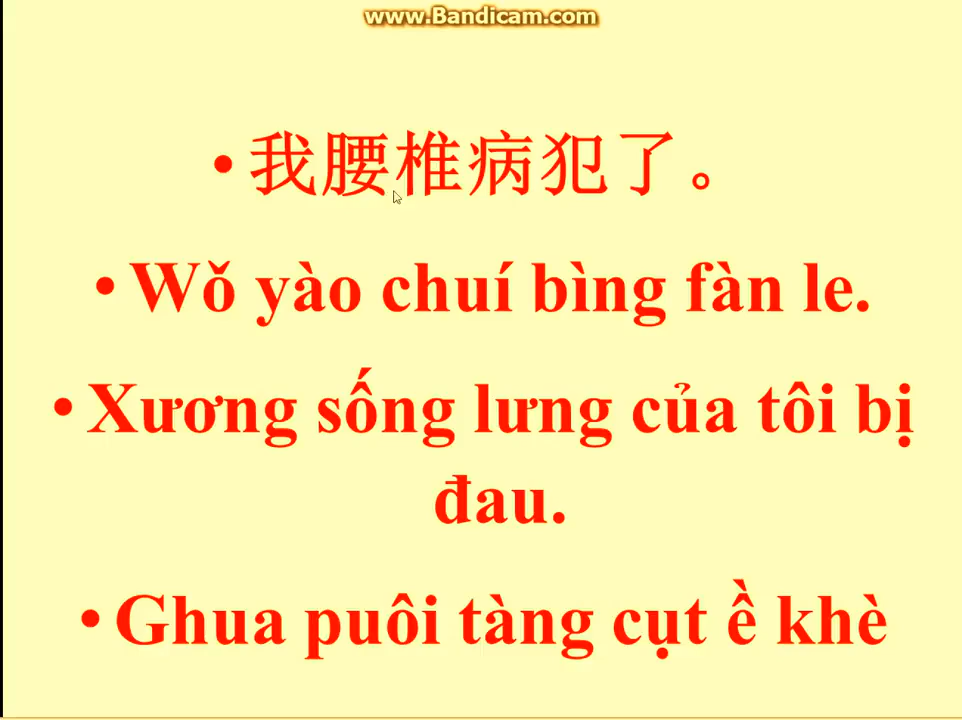 www.Bandicam.com
•我腰椎病犯了。
•Wǒ yào chuí bìng fàn le.
•Xương sống lưng của tôi bị
đau.
•Ghua puôi tàng cụt ề khè